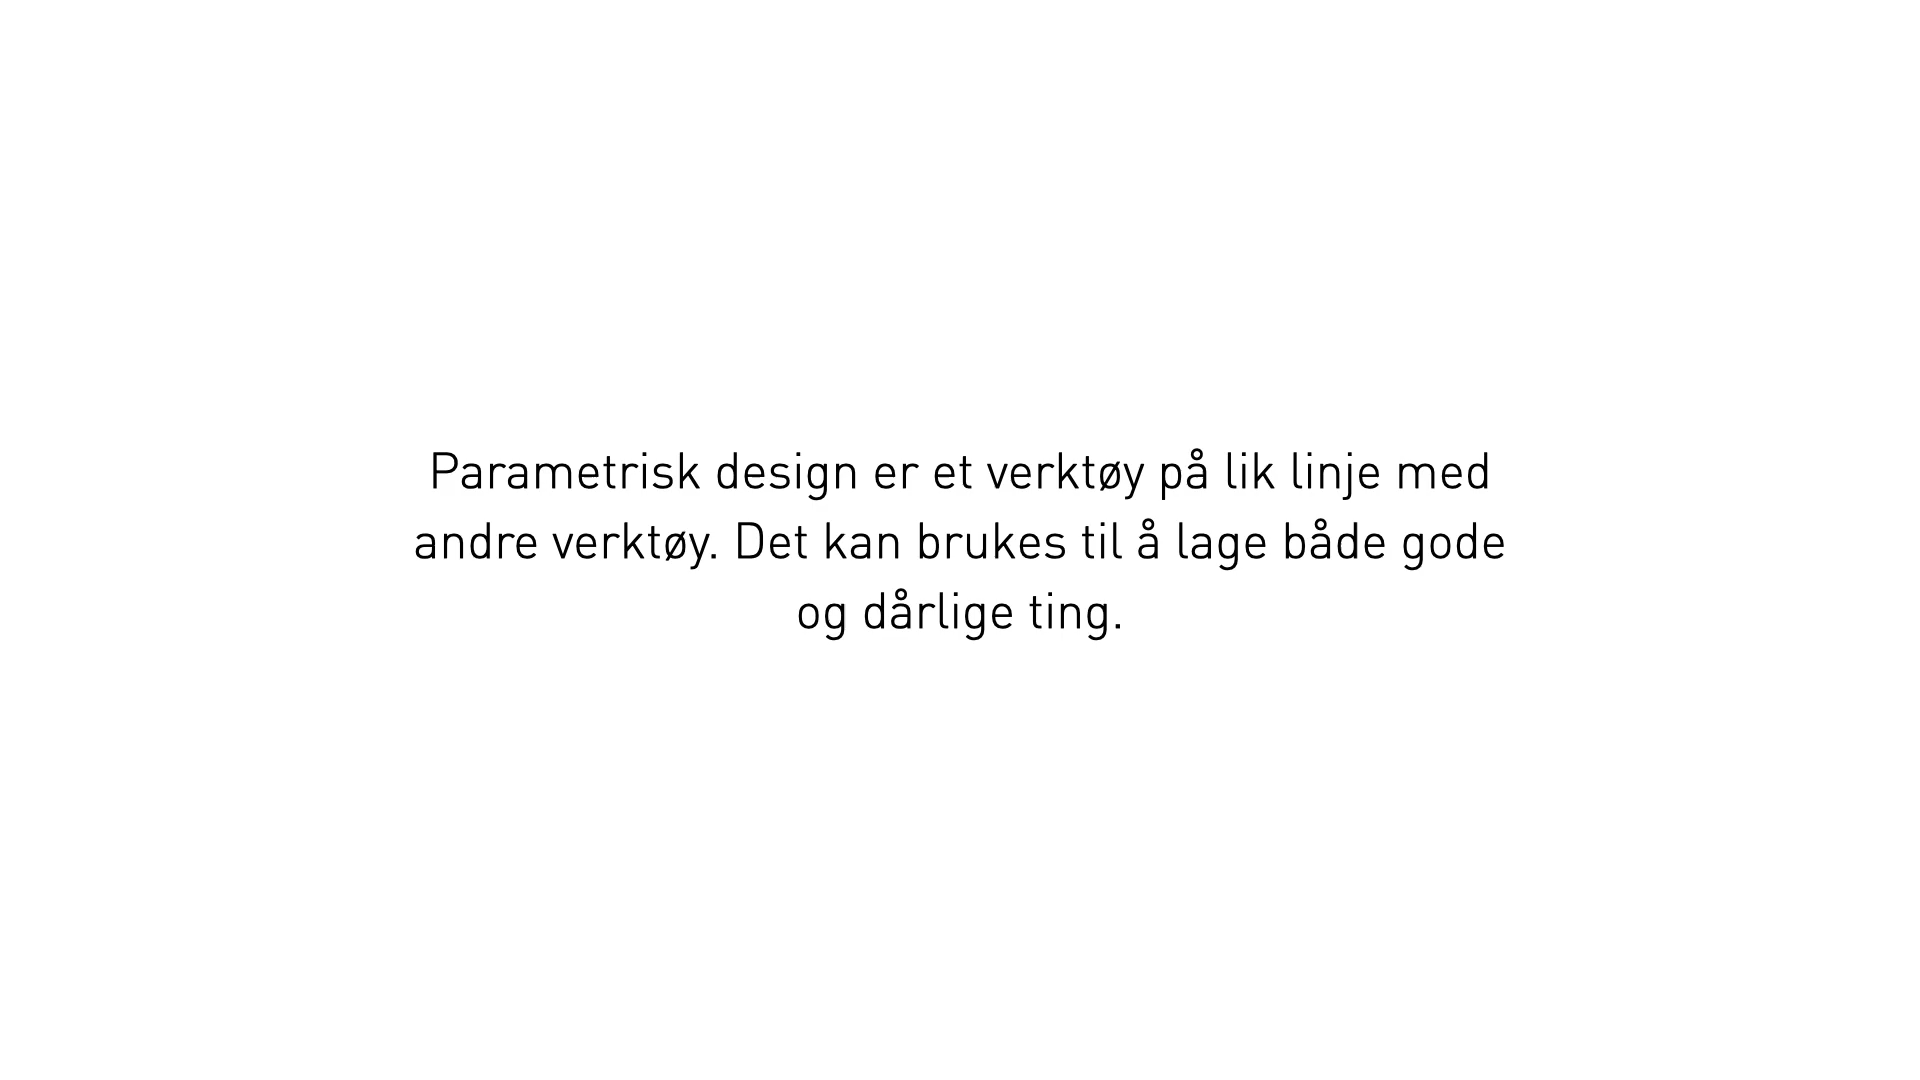 Parametrisk design er et verktøy på lik linje med
andre verktøy. Det kan brukes til å lage både gode
og dårlige ting.